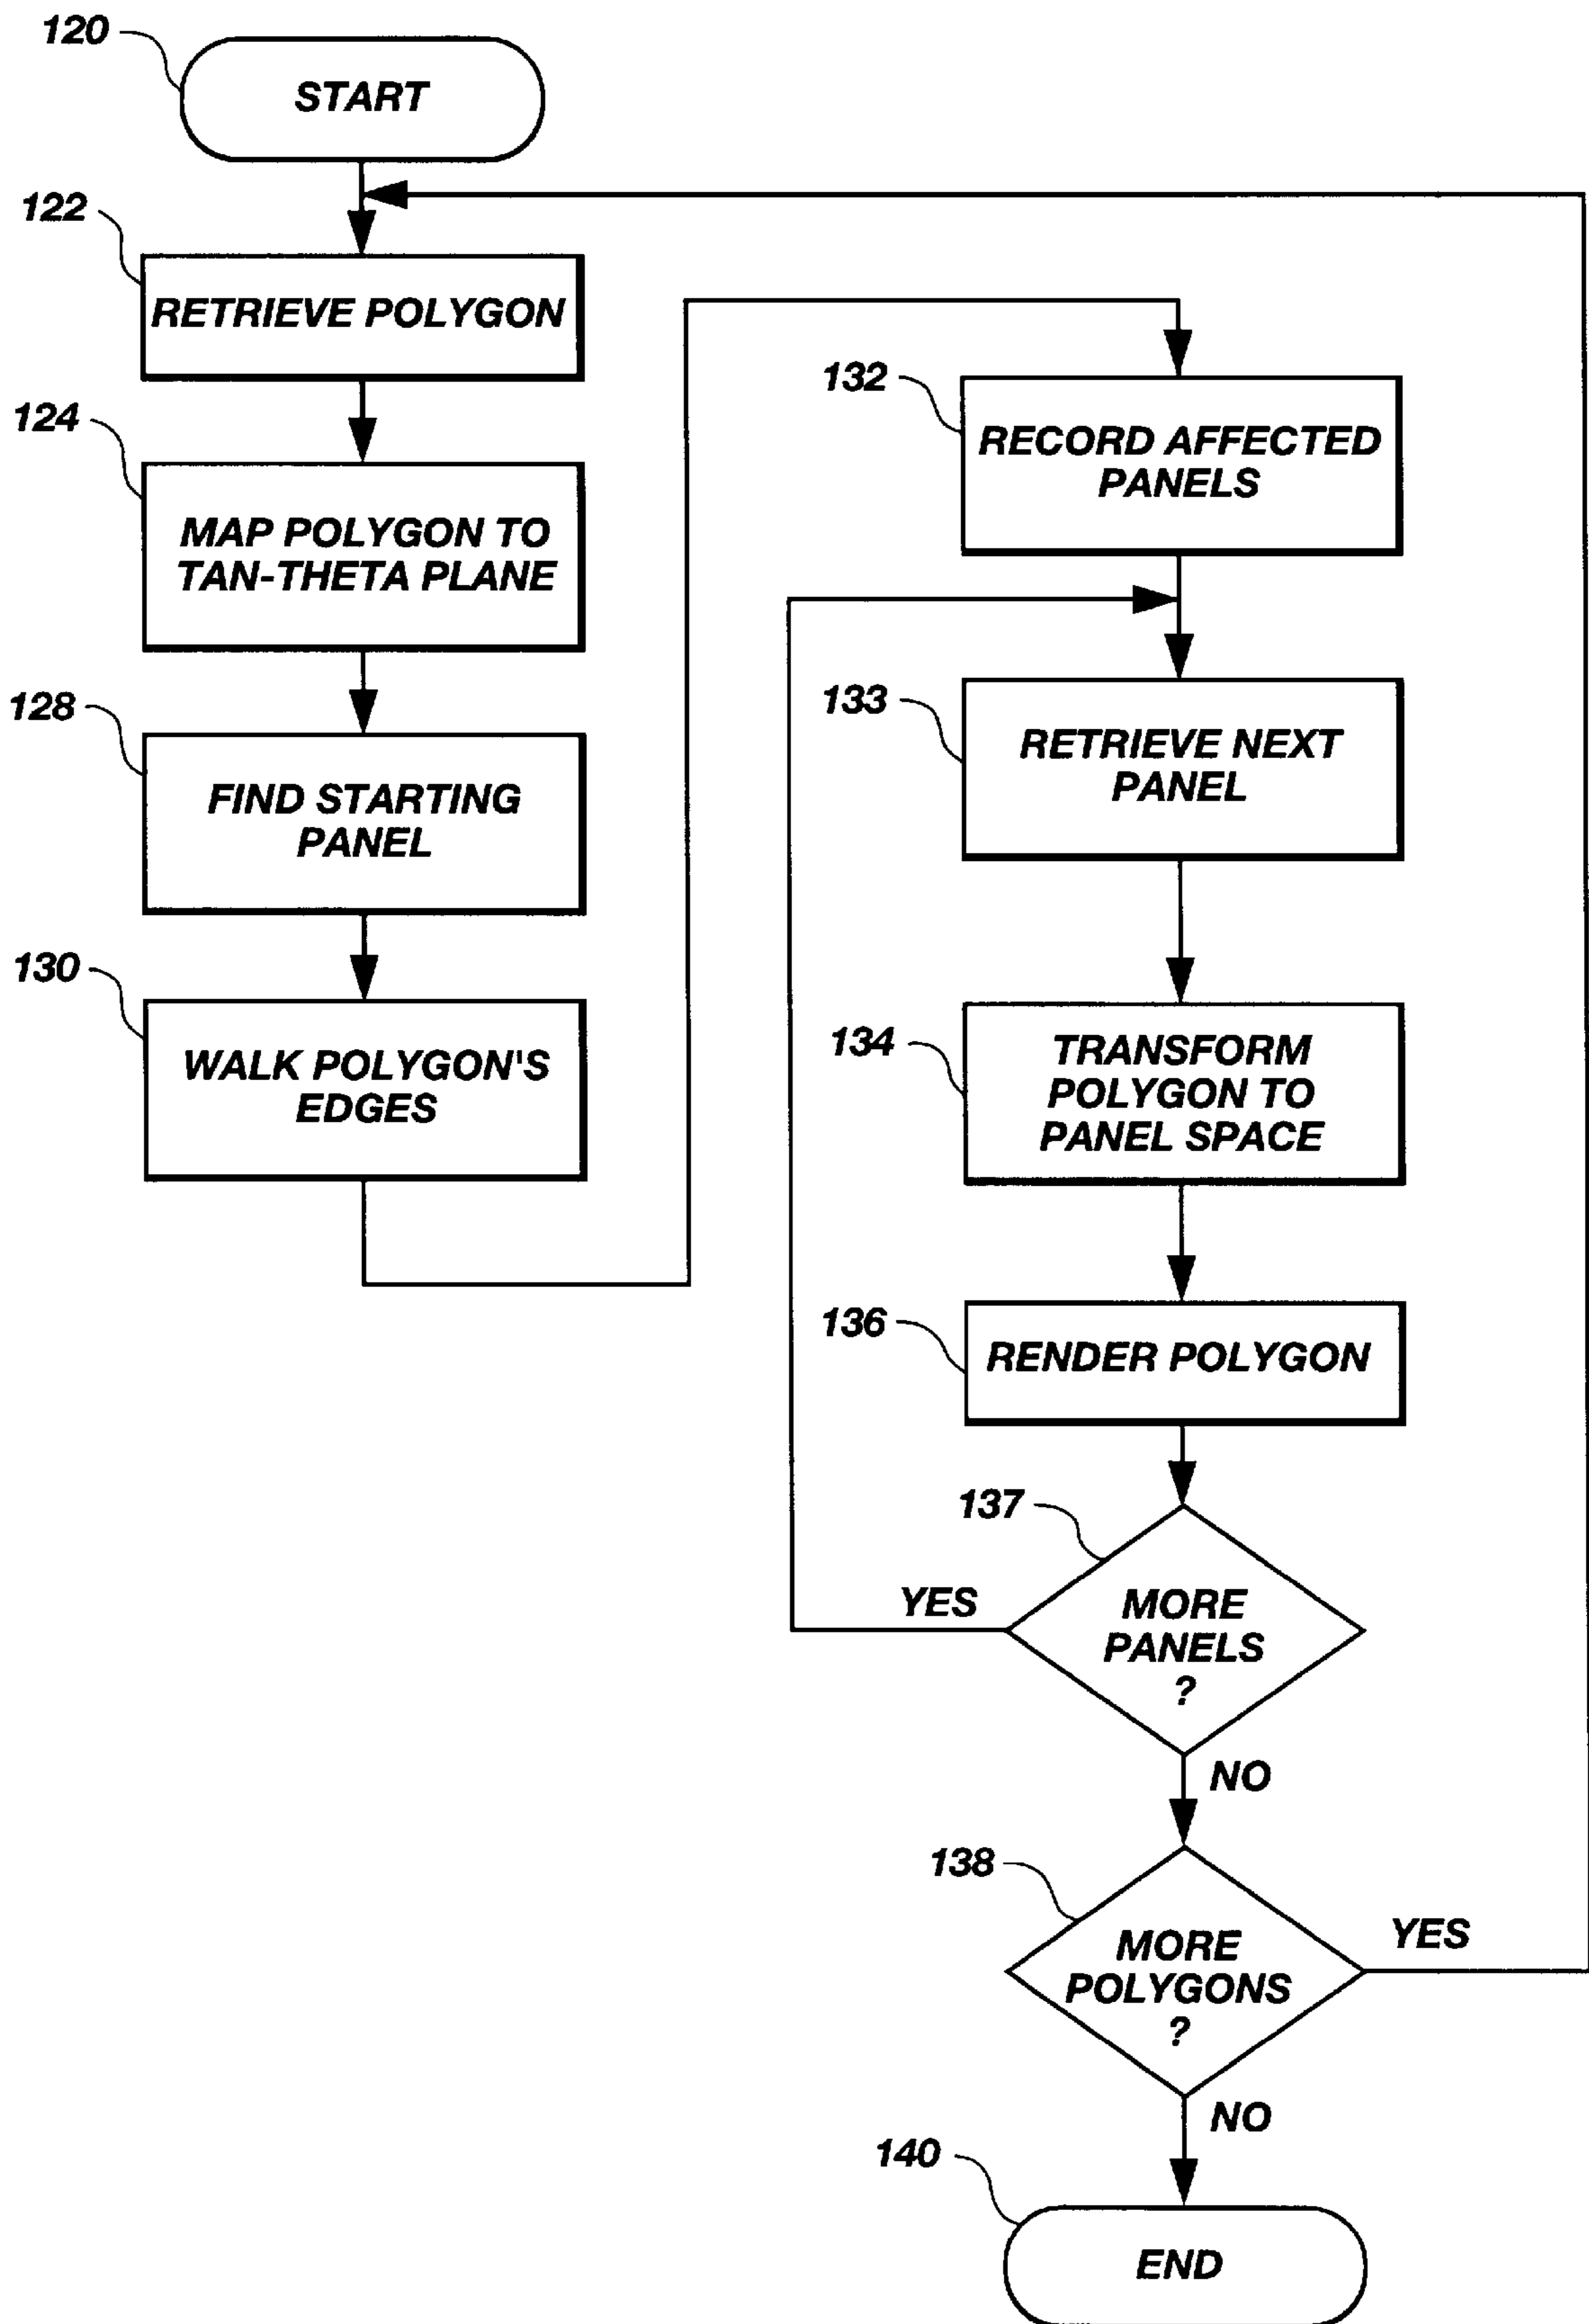 120
START
122
RETRIEVE POLYGON
124
MAP POLYGON TO
TAN-THETA PLANE
128
FIND STARTING
PANEL
130
WALK POLYGON'S
EDGES
132
RECORD AFFECTED
PANELS
133
RETRIEVE NEXT
PANEL
134
TRANSFORM
POLYGON TO
PANEL SPACE
136
RENDER POLYGON
137
MORE
PANELS
?
YES
NO
138
MORE
POLYGONS
?
YES
NO
140
END